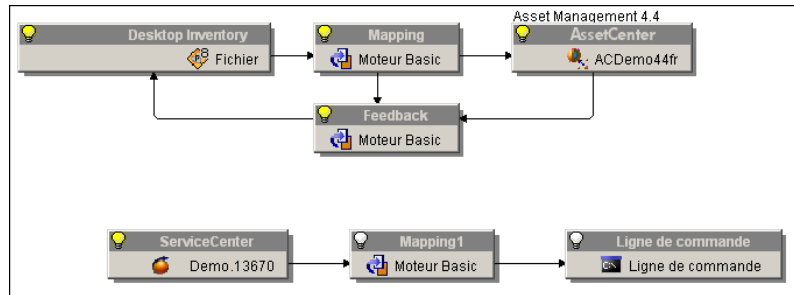 Asset Management 4.4
Desktop Inventory
Fichier
Mapping
Moteur Basic
AssetCenter
ACDemo44fr
Feedback
Moteur Basic
ServiceCenter
Demo.13670
Mapping1
Moteur Basic
Ligne de commande
Ligne de commande